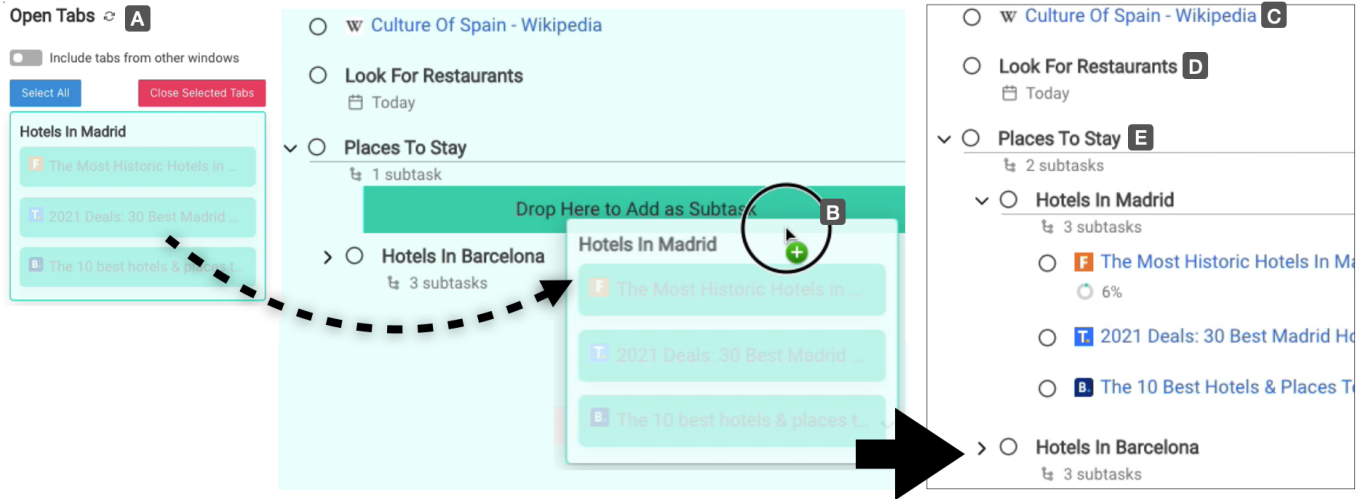 Open Tabs A
Include tabs from other windows
Select All Close Selected Tabs
Hotels In Madrid
F The Most Historic Hotels in ...
T. 2021 Deals: 30 Best Madrid ...
B. The 10 best hotels & places t...
W Culture Of Spain - Wikipedia
Look For Restaurants
Today
Places To Stay
1 subtask
Drop Here to Add as Subtask B
Hotels In Barcelona
3 subtasks
Hotels In Madrid
F The Most Historic Hotels in ...
T. 2021 Deals: 30 Best Madrid ...
B. The 10 best hotels & places t...
W Culture Of Spain - Wikipedia C
Look For Restaurants D
Today
Places To Stay E
2 subtasks
Hotels In Madrid
3 subtasks
F The Most Historic Hotels In Ma
6%
T. 2021 Deals: 30 Best Madrid Ho
B. The 10 Best Hotels & Places To
Hotels In Barcelona
3 subtasks